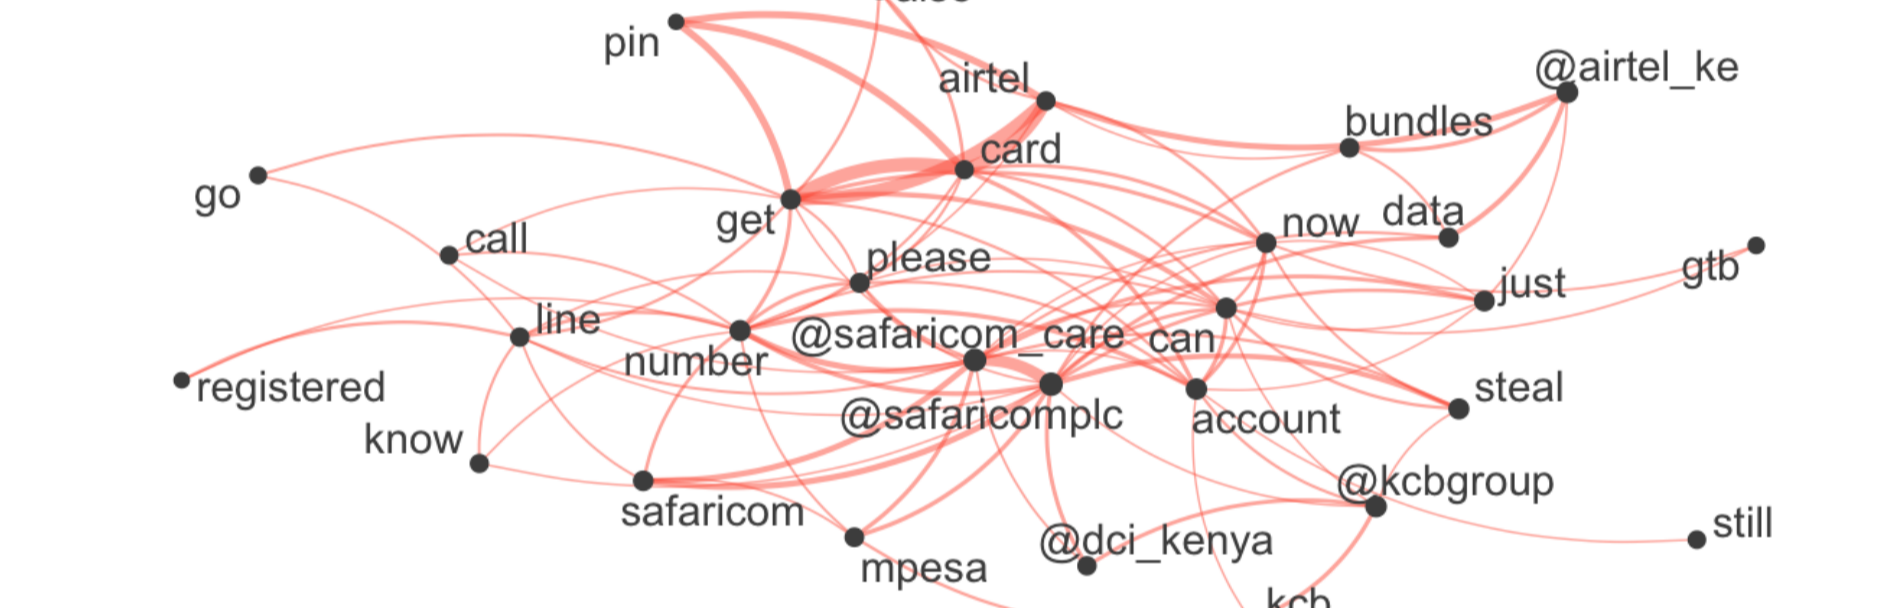 pin
airtel
@airtel_ke
bundles
card
go
get
now
data
call
please
gtb
just
line
@safaricom_care
can
number
registered
steal
@safaricomplc
account
know
@kcbgroup
safaricom
still
@dci_kenya
mpesa
kcb